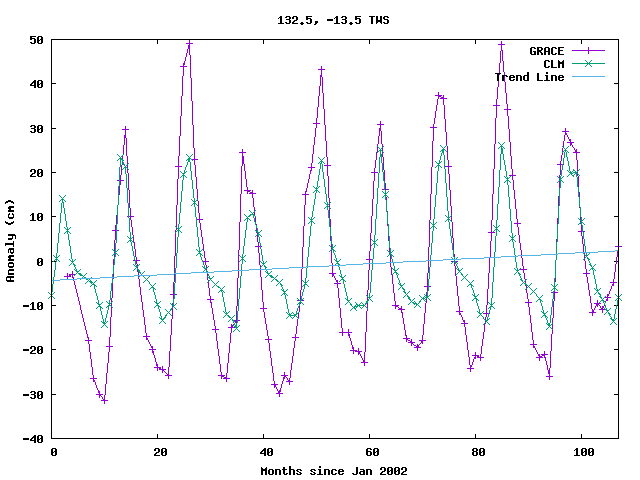 132.5, -13.5 TWS
GRACE
CLM
Trend Line
50
40
30
20
10
0
-10
-20
-30
-40
Anomaly (cm)
0 20 40 60 80 100
Months since Jan 2002